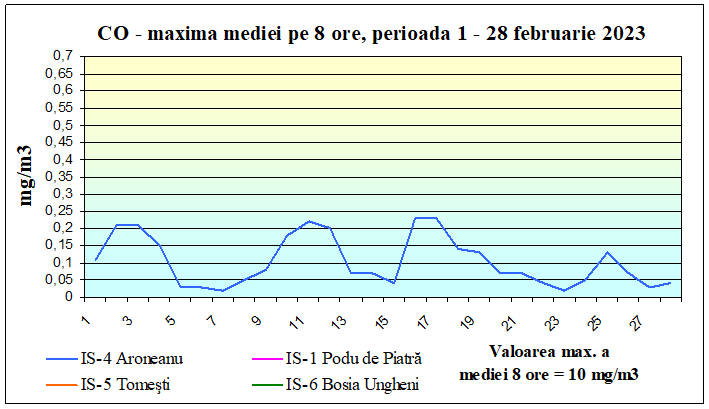 CO - maxima mediei pe 8 ore, perioada 1 - 28 februarie 2023
mg/m3
0,7
0,65
0,6
0,55
0,5
0,45
0,4
0,35
0,3
0,25
0,2
0,15
0,1
0,05
0
1 3 5 7 9 11 13 15 17 19 21 23 25 27
IS-4 Aroneanu IS-1 Podu de Piatră
IS-5 Tomeşti IS-6 Bosia Ungheni
Valoarea max. a
mediei 8 ore = 10 mg/m3